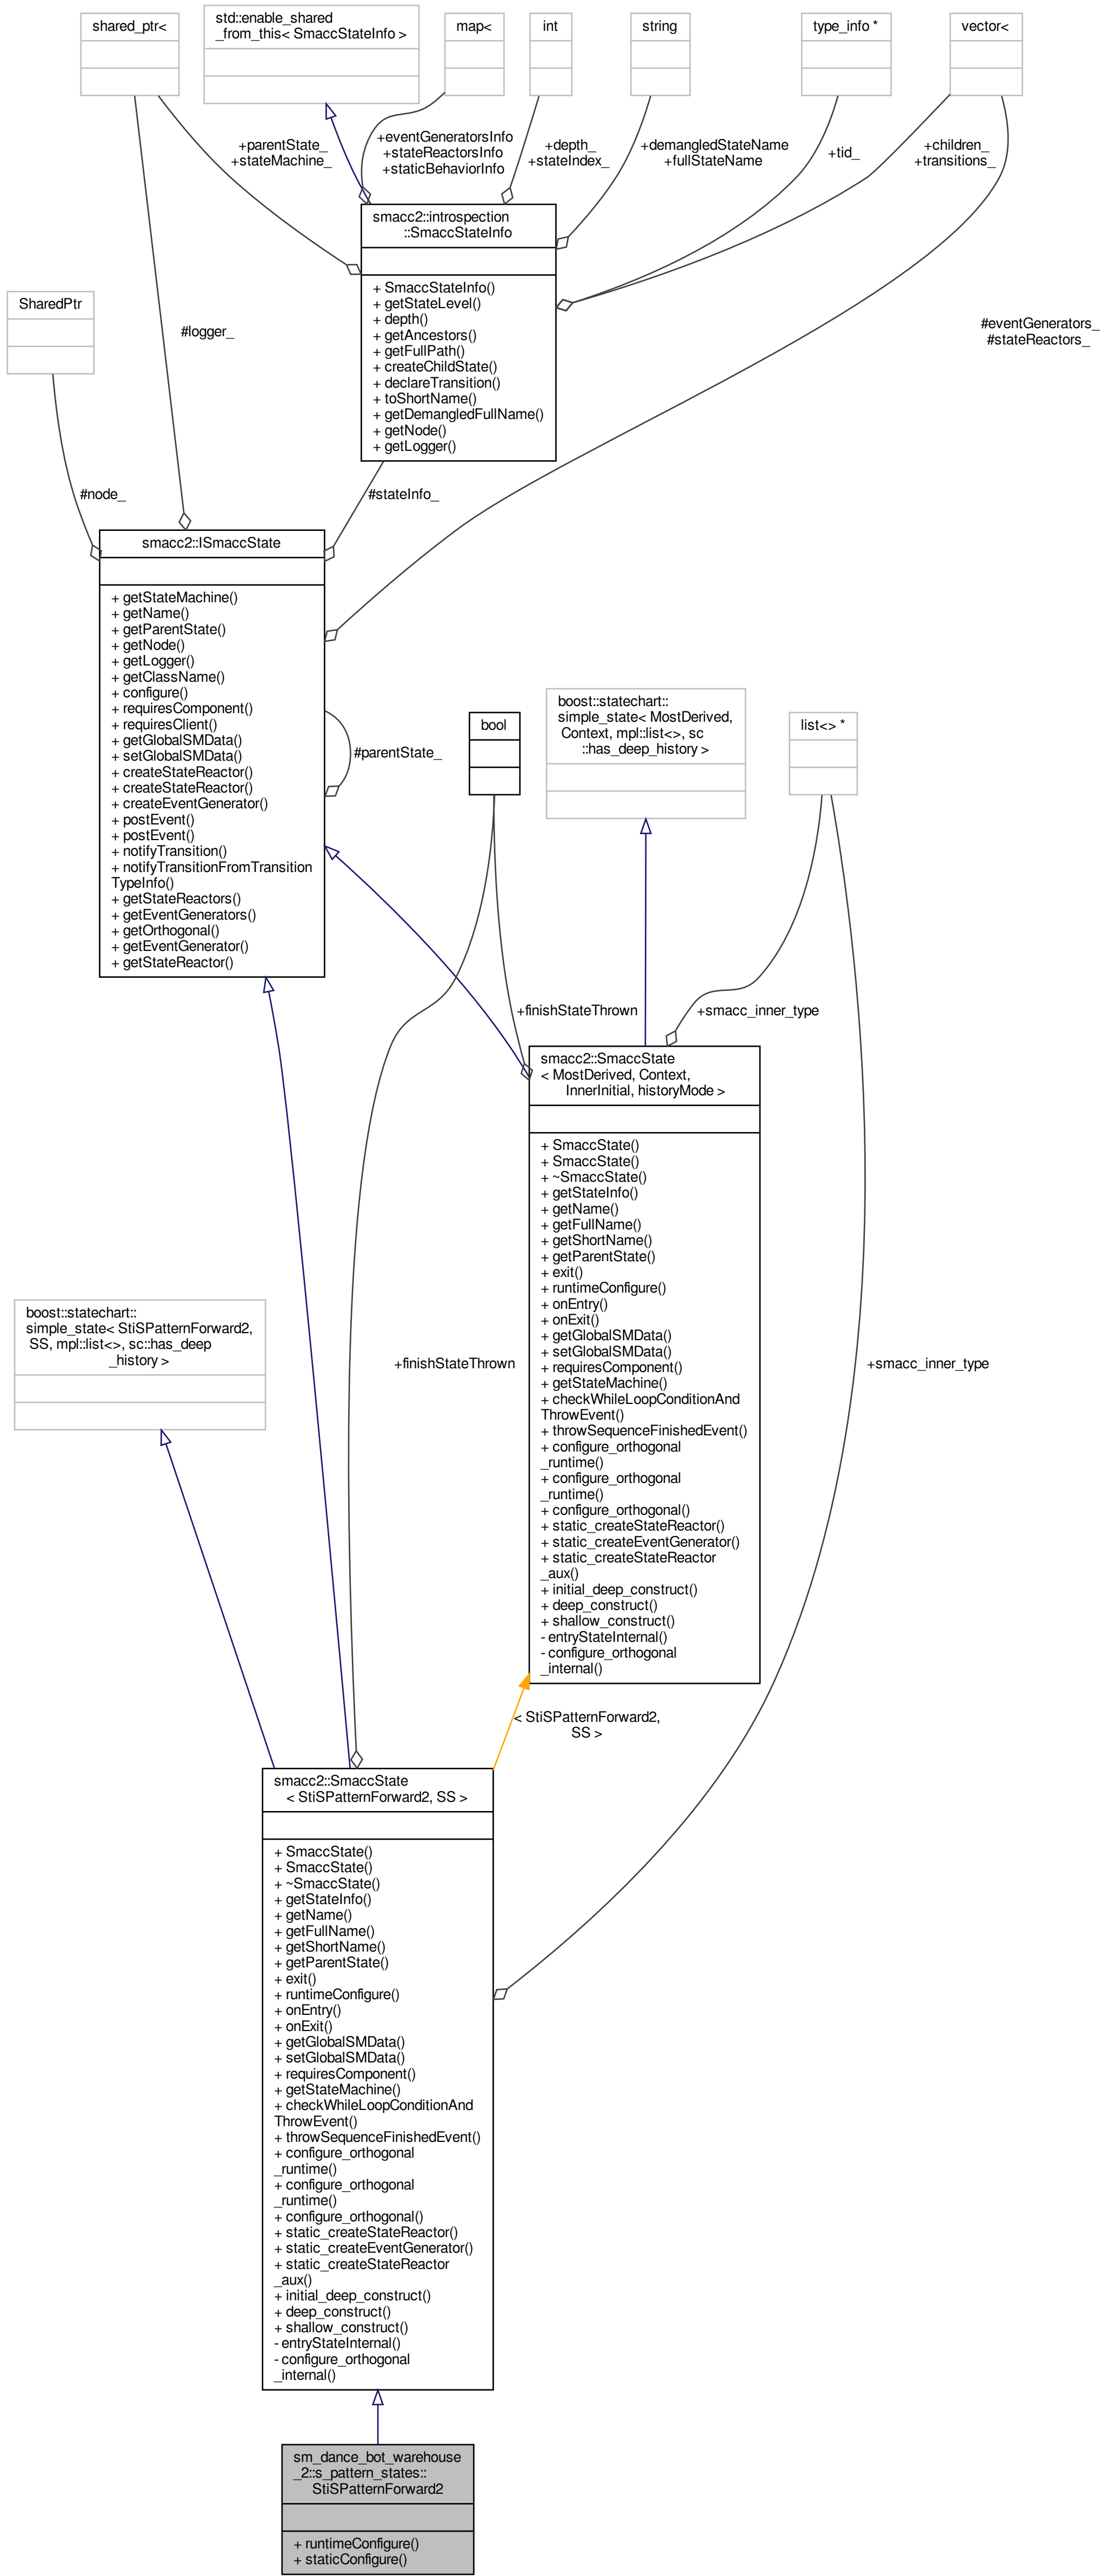 shared_ptr<
std::enable_shared
_from_this< SmaccStateInfo >
map<
int
string
type_info *
vector<
+parentState_
+stateMachine_
+eventGeneratorsInfo
+stateReactorsInfo
+staticBehaviorInfo
+depth_
+stateIndex_
+demangledStateName
+fullStateName
+tid_
+children_
+transitions_
smacc2::introspection
::SmaccStateInfo
+ SmaccStateInfo()
+ getStateLevel()
+ depth()
+ getAncestors()
+ getFullPath()
+ createChildState()
+ declareTransition()
+ toShortName()
+ getDemangledFullName()
+ getNode()
+ getLogger()
SharedPtr
#logger_
#eventGenerators_
#stateReactors_
#node_
#stateInfo_
smacc2::ISmaccState
+ getStateMachine()
+ getName()
+ getParentState()
+ getNode()
+ getLogger()
+ getClassName()
+ configure()
+ requiresComponent()
+ requiresClient()
+ getGlobalSMData()
+ setGlobalSMData()
+ createStateReactor()
+ createStateReactor()
+ createEventGenerator()
+ postEvent()
+ postEvent()
+ notifyTransition()
+ notifyTransitionFromTransition
TypeInfo()
+ getStateReactors()
+ getEventGenerators()
+ getOrthogonal()
+ getEventGenerator()
+ getStateReactor()
#parentState_
bool
boost::statechart::
simple_state< MostDerived,
Context, mpl::list<>, sc
::has_deep_history >
list<> *
+finishStateThrown
+smacc_inner_type
smacc2::SmaccState
< MostDerived, Context,
InnerInitial, historyMode >
+ SmaccState()
+ SmaccState()
+ ~SmaccState()
+ getStateInfo()
+ getName()
+ getFullName()
+ getShortName()
+ getParentState()
+ exit()
+ runtimeConfigure()
+ onEntry()
+ onExit()
+ getGlobalSMData()
+ setGlobalSMData()
+ requiresComponent()
+ getStateMachine()
+ checkWhileLoopConditionAnd
ThrowEvent()
+ throwSequenceFinishedEvent()
+ configure_orthogonal
_runtime()
+ configure_orthogonal
_runtime()
+ configure_orthogonal()
+ static_createStateReactor()
+ static_createEventGenerator()
+ static_createStateReactor
_aux()
+ initial_deep_construct()
+ deep_construct()
+ shallow_construct()
- entryStateInternal()
- configure_orthogonal
_internal()
boost::statechart::
simple_state< StiSPatternForward2,
SS, mpl::list<>, sc::has_deep
_history >
+finishStateThrown
+smacc_inner_type
< StiSPatternForward2,
SS >
smacc2::SmaccState
< StiSPatternForward2, SS >
+ SmaccState()
+ SmaccState()
+ ~SmaccState()
+ getStateInfo()
+ getName()
+ getFullName()
+ getShortName()
+ getParentState()
+ exit()
+ runtimeConfigure()
+ onEntry()
+ onExit()
+ getGlobalSMData()
+ setGlobalSMData()
+ requiresComponent()
+ getStateMachine()
+ checkWhileLoopConditionAnd
ThrowEvent()
+ throwSequenceFinishedEvent()
+ configure_orthogonal
_runtime()
+ configure_orthogonal
_runtime()
+ configure_orthogonal()
+ static_createStateReactor()
+ static_createEventGenerator()
+ static_createStateReactor
_aux()
+ initial_deep_construct()
+ deep_construct()
+ shallow_construct()
- entryStateInternal()
- configure_orthogonal
_internal()
sm_dance_bot_warehouse
_2::s_pattern_states::
StiSPatternForward2
+ runtimeConfigure()
+ staticConfigure()